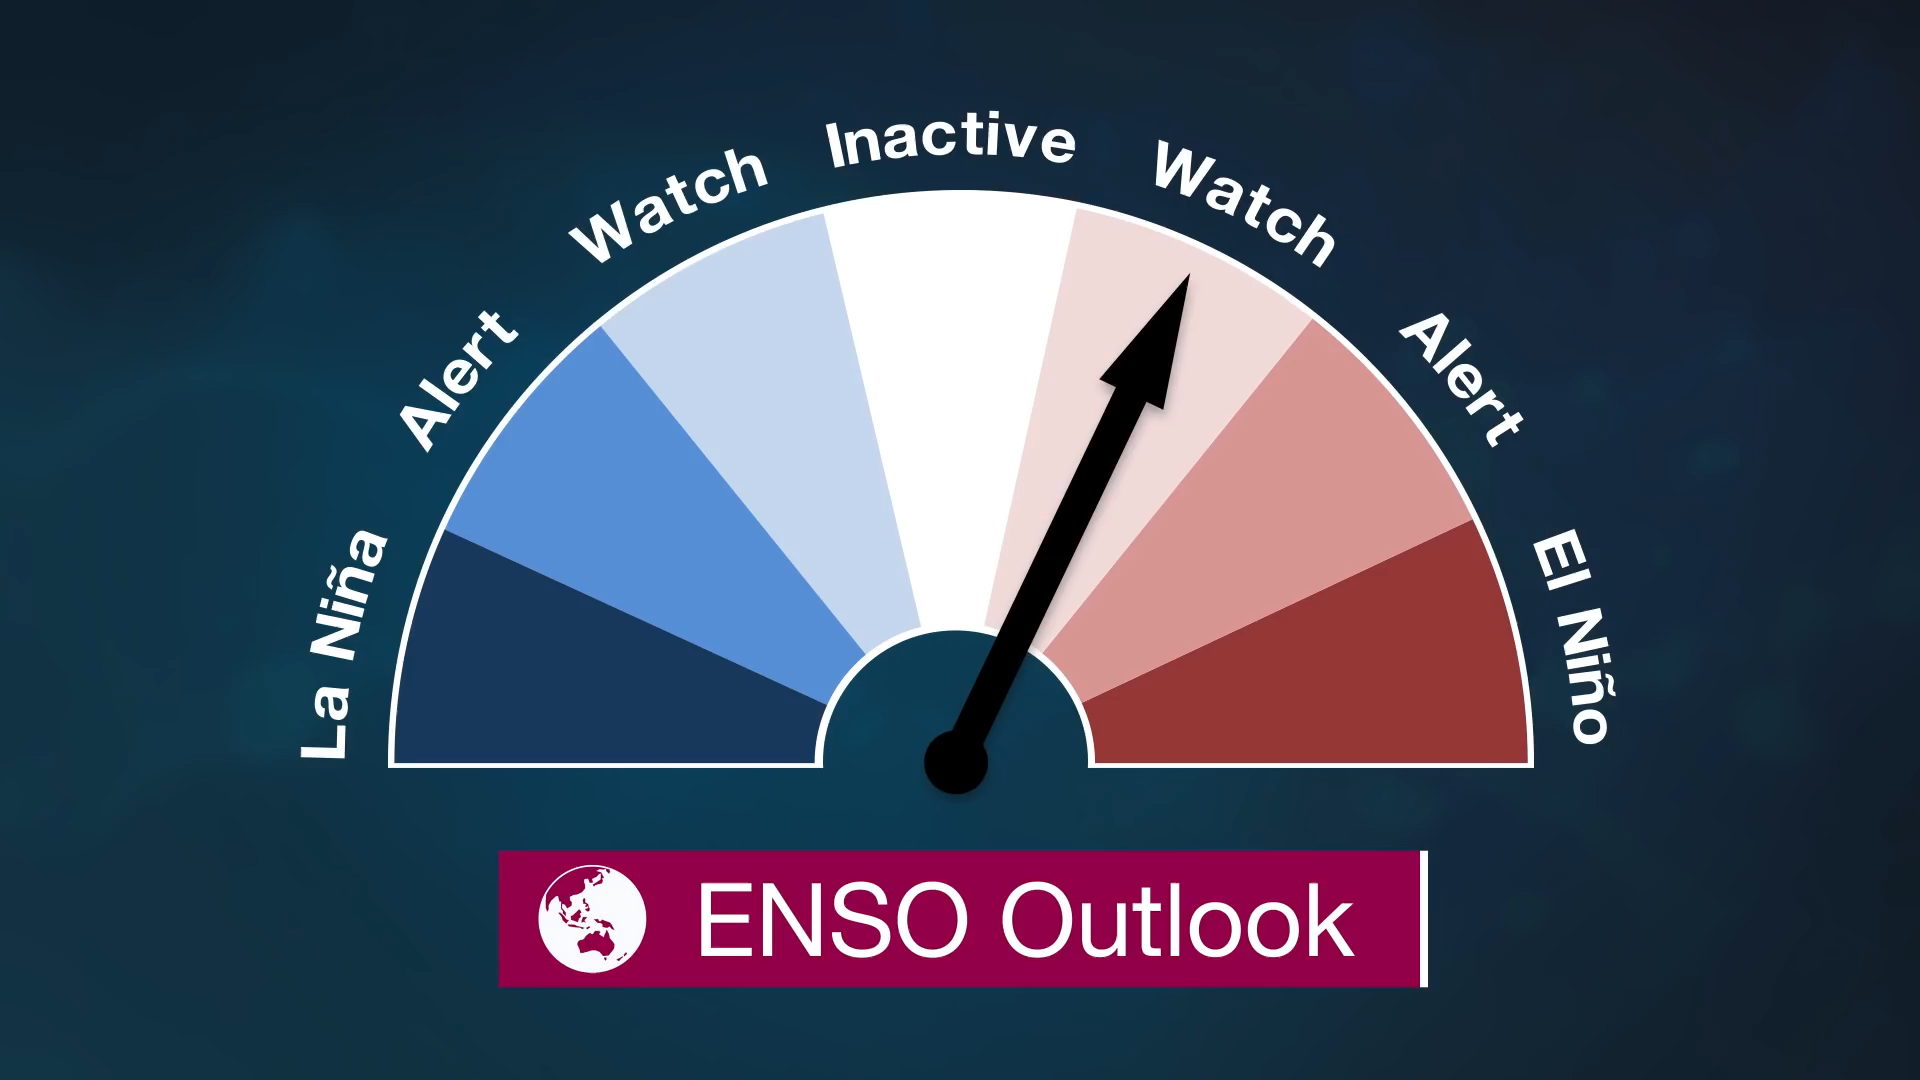 La Niña
Alert
Watch
Inactive
Watch
Alert
El Niño
ENSO Outlook